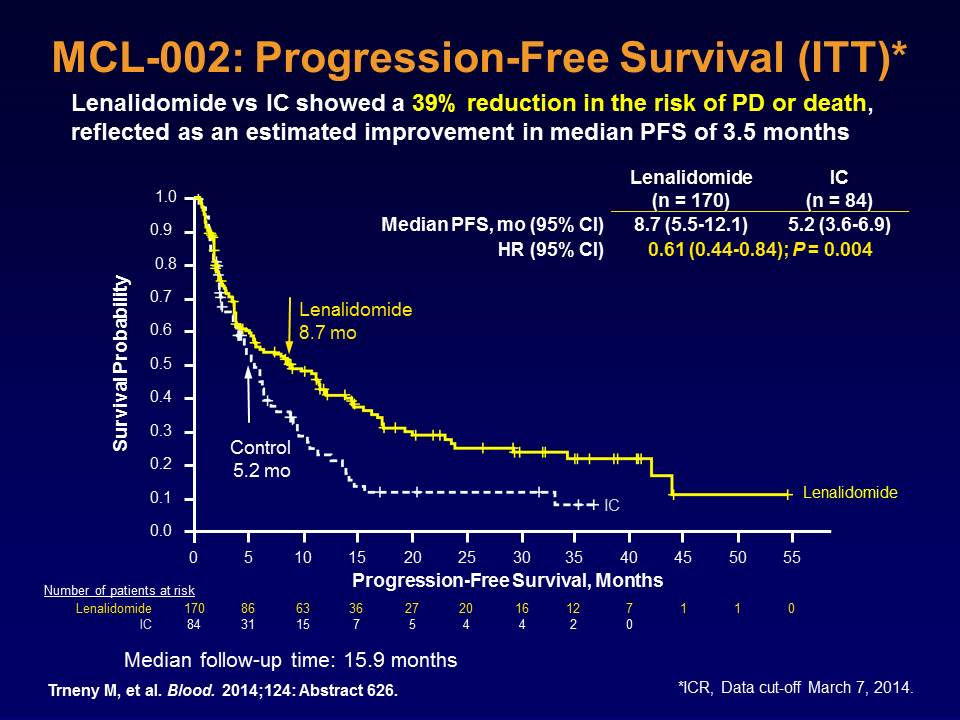 MCL-002: Progression-Free Survival (ITT)*
Lenalidomide vs IC showed a 39% reduction in the risk of PD or death,
reflected as an estimated improvement in median PFS of 3.5 months
Lenalidomide IC
(n = 170) (n = 84)
Median PFS, mo (95% CI) 8.7 (5.5-12.1) 5.2 (3.6-6.9)
HR (95% CI) 0.61 (0.44-0.84); P = 0.004
Survival Probability
1.0
0.9
0.8
0.7
0.6
0.5
0.4
0.3
0.2
0.1
0.0
Lenalidomide
8.7 mo
Control
5.2 mo
Lenalidomide
IC
0 5 10 15 20 25 30 35 40 45 50 55
Progression-Free Survival, Months
Number of patients at risk
Lenalidomide 170 86 63 36 27 20 16 12 7 1 1 0
IC 84 31 15 7 5 4 4 2 0
Median follow-up time: 15.9 months
Trneny M, et al. Blood. 2014;124: Abstract 626.
*ICR, Data cut-off March 7, 2014.